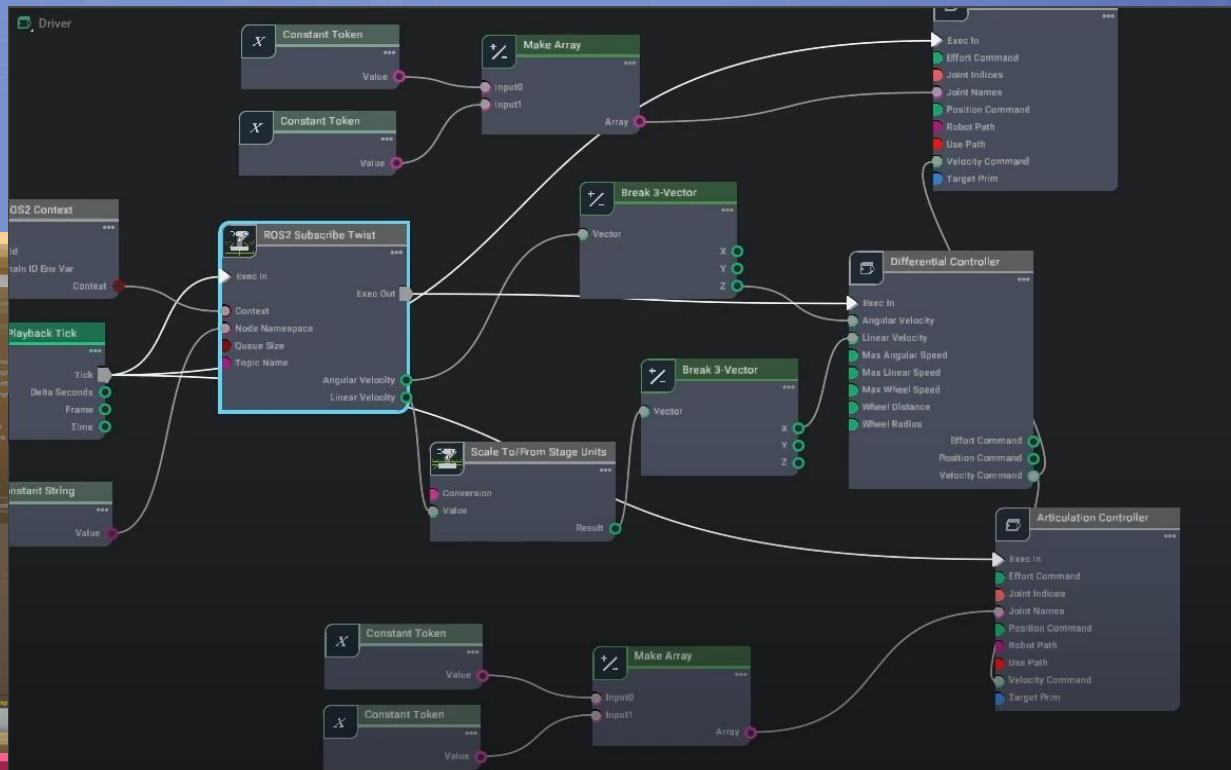 Driver
Constant Token
Value
Constant Token
Value
Make Array
Input0
Input1
Array
Exec In
Effort Command
Joint Indices
Joint Names
Position Command
Robot Path
Use Path
Velocity Command
Target Prim
OS2 Context
ld
main ID Env Var
Context
Playback Tick
Tick
Delta Seconds
Frame
Time
nstant String
Value
ROS2 Subscribe Twist
Exec In
Exec Out
Context
Node Namespace
Queue Size
Topic Name
Angular Velocity
Linear Velocity
Break 3-Vector
Vector
X
Y
Z
Scale To/From Stage Units
Conversion
Value
Result
Break 3-Vector
Vector
X
Y
Z
Differential Controller
Exec In
Angular Velocity
Linear Velocity
Max Angular Speed
Max Linear Speed
Max Wheel Speed
Wheel Distance
Wheel Radius
Effort Command
Position Command
Velocity Command
Articulation Controller
Exec In
Effort Command
Joint Indices
Joint Names
Position Command
Robot Path
Use Path
Velocity Command
Target Prim
Constant Token
Value
Constant Token
Value
Make Array
Input0
Input1
Array